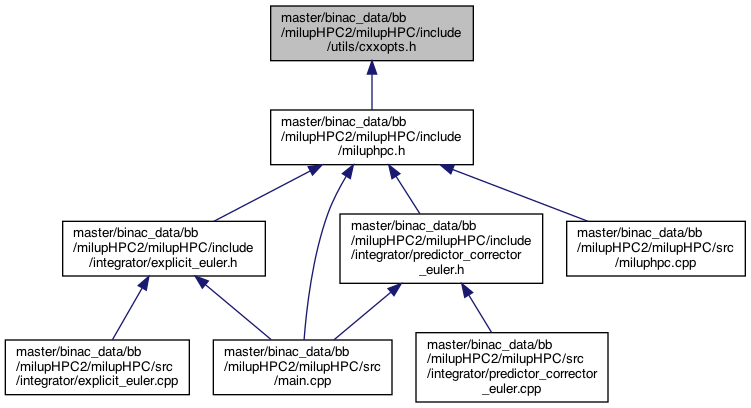 master/binac_data/bb
/milupHPC2/milupHPC/include
/utils/cxxopts.h
master/binac_data/bb
/milupHPC2/milupHPC/include
/miluphpc.h
master/binac_data/bb
/milupHPC2/milupHPC/include
/integrator/explicit_euler.h
master/binac_data/bb
/milupHPC2/milupHPC/include
/integrator/predictor_corrector
_euler.h
master/binac_data/bb
/milupHPC2/milupHPC/src
/miluphpc.cpp
master/binac_data/bb
/milupHPC2/milupHPC/src
/integrator/explicit_euler.cpp
master/binac_data/bb
/milupHPC2/milupHPC/src
/main.cpp
master/binac_data/bb
/milupHPC2/milupHPC/src
/integrator/predictor_corrector
_euler.cpp